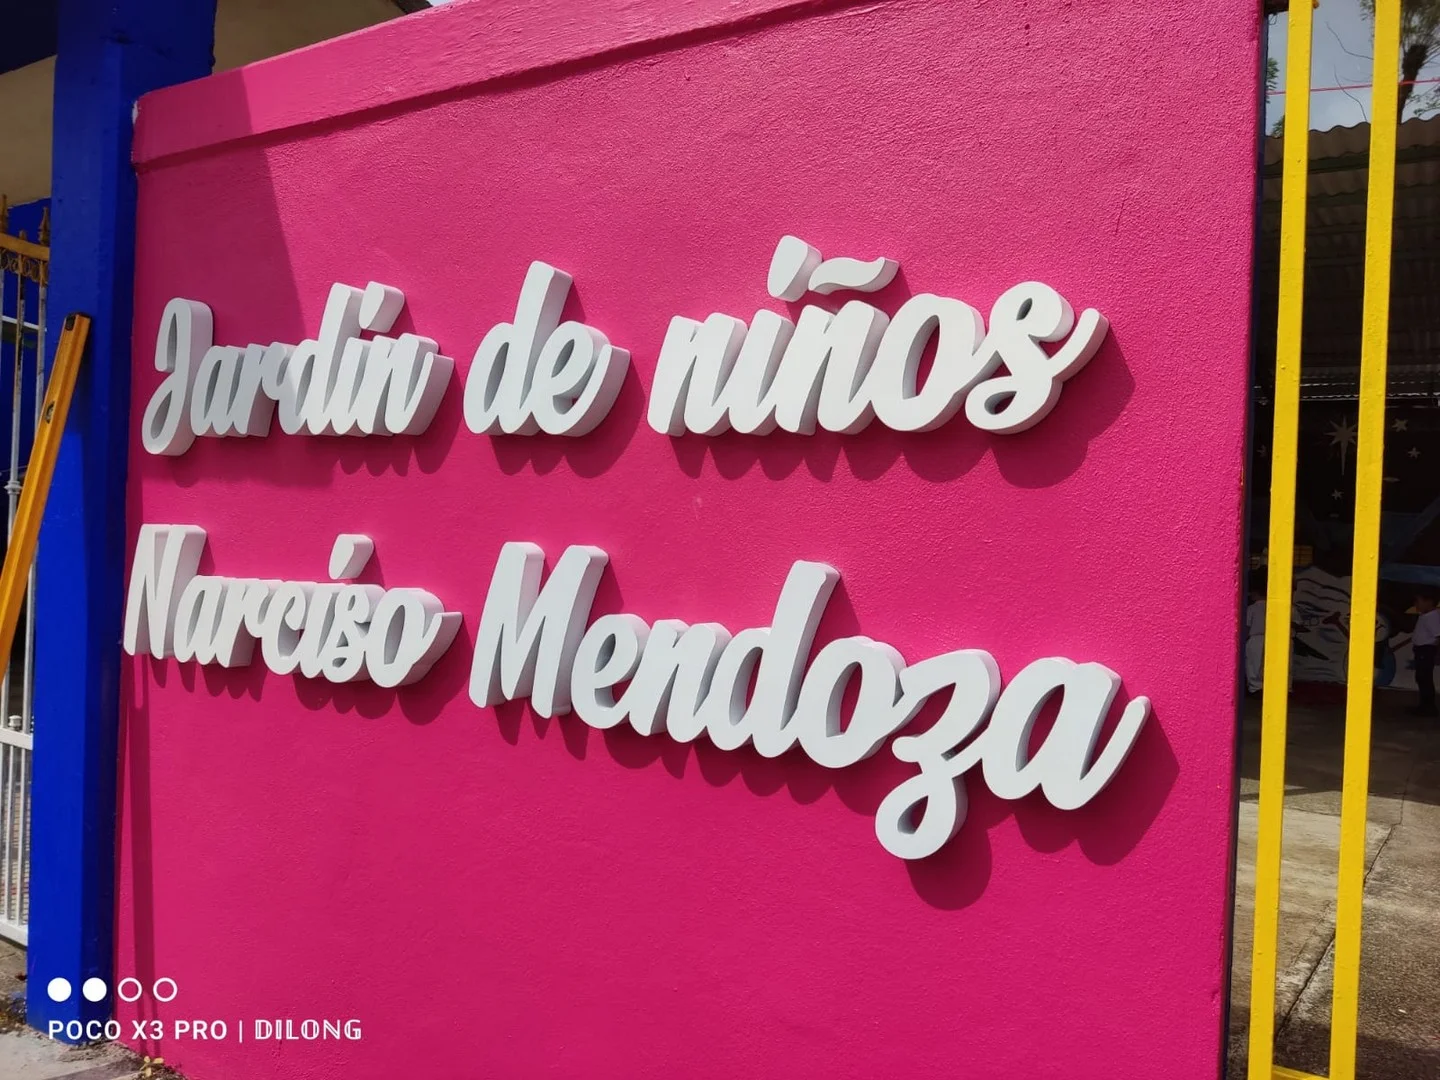 Jardín de niños
Narciso Mendoza
POCO X3 PRO | DILONG